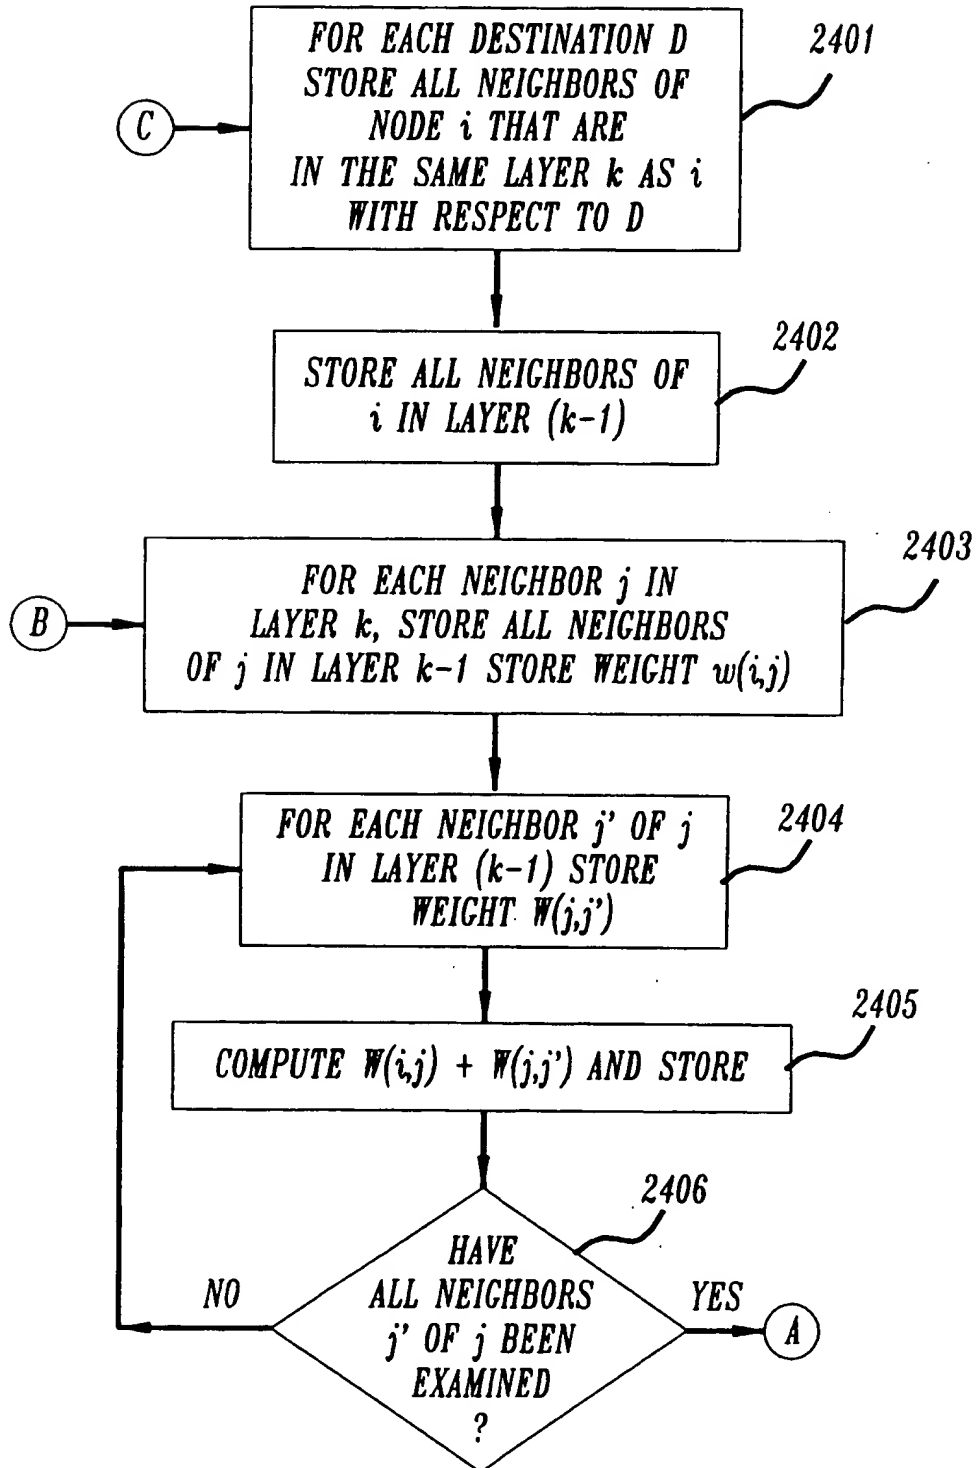 FOR EACH DESTINATION D
STORE ALL NEIGHBORS OF
NODE i THAT ARE
IN THE SAME LAYER k AS i
WITH RESPECT TO D
2401
C
STORE ALL NEIGHBORS OF
i IN LAYER (k-1)
2402
FOR EACH NEIGHBOR j IN
LAYER k, STORE ALL NEIGHBORS
OF j IN LAYER k-1 STORE WEIGHT w(i,j)
2403
B
FOR EACH NEIGHBOR j' OF j
IN LAYER (k-1) STORE
WEIGHT W(j,j')
2404
COMPUTE W(i,j) + W(j,j') AND STORE
2405
HAVE
ALL NEIGHBORS
j' OF j BEEN
EXAMINED
?
2406
NO
YES
A